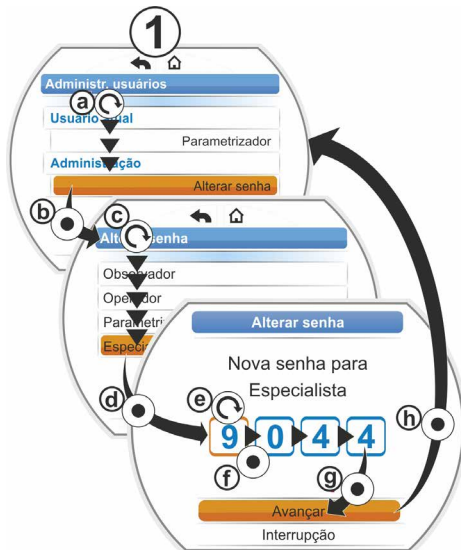 1
Administr. usuários
a
Usuário atual
Parametrizador
Administração
Alterar senha
b
c
Alterar senha
Observador
Operador
d
Alterar senha
Nova senha para
Especialista
e
9 0 4 4
f
g
h
Avançar
Interrupção